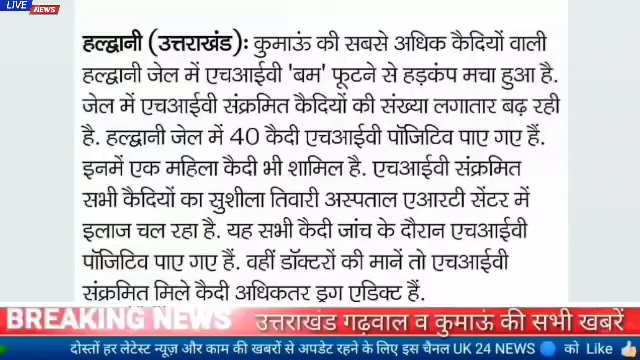 LIVE
NEWS
हल्द्वानी (उत्तराखंड): कुमाऊं की सबसे अधिक कैदियों वाली
हल्द्वानी जेल में एचआईवी 'बम' फूटने से हड़कंप मचा हुआ है.
जेल में एचआईवी संक्रमित कैदियों की संख्या लगातार बढ़ रही
है. हल्द्वानी जेल में 40 कैदी एचआईवी पॉजिटिव पाए गए हैं.
इनमें एक महिला कैदी भी शामिल है. एचआईवी संक्रमित
सभी कैदियों का सुशीला तिवारी अस्पताल एआरटी सेंटर में
इलाज चल रहा है. यह सभी कैदी जांच के दौरान एचआईवी
पॉजिटिव पाए गए हैं. वहीं डॉक्टरों की मानें तो एचआईवी
संक्रमित मिले कैदी अधिकतर ड्रग एडिक्ट हैं.
BREAKING NEWS उत्तराखंड गढ़वाल व कुमाऊं की सभी खबरें
दोस्तों हर लेटेस्ट न्यूज़ और काम की खबरों से अपडेट रहने के लिए इस चैनल UK 24 NEWS 🔵 को Like 👍